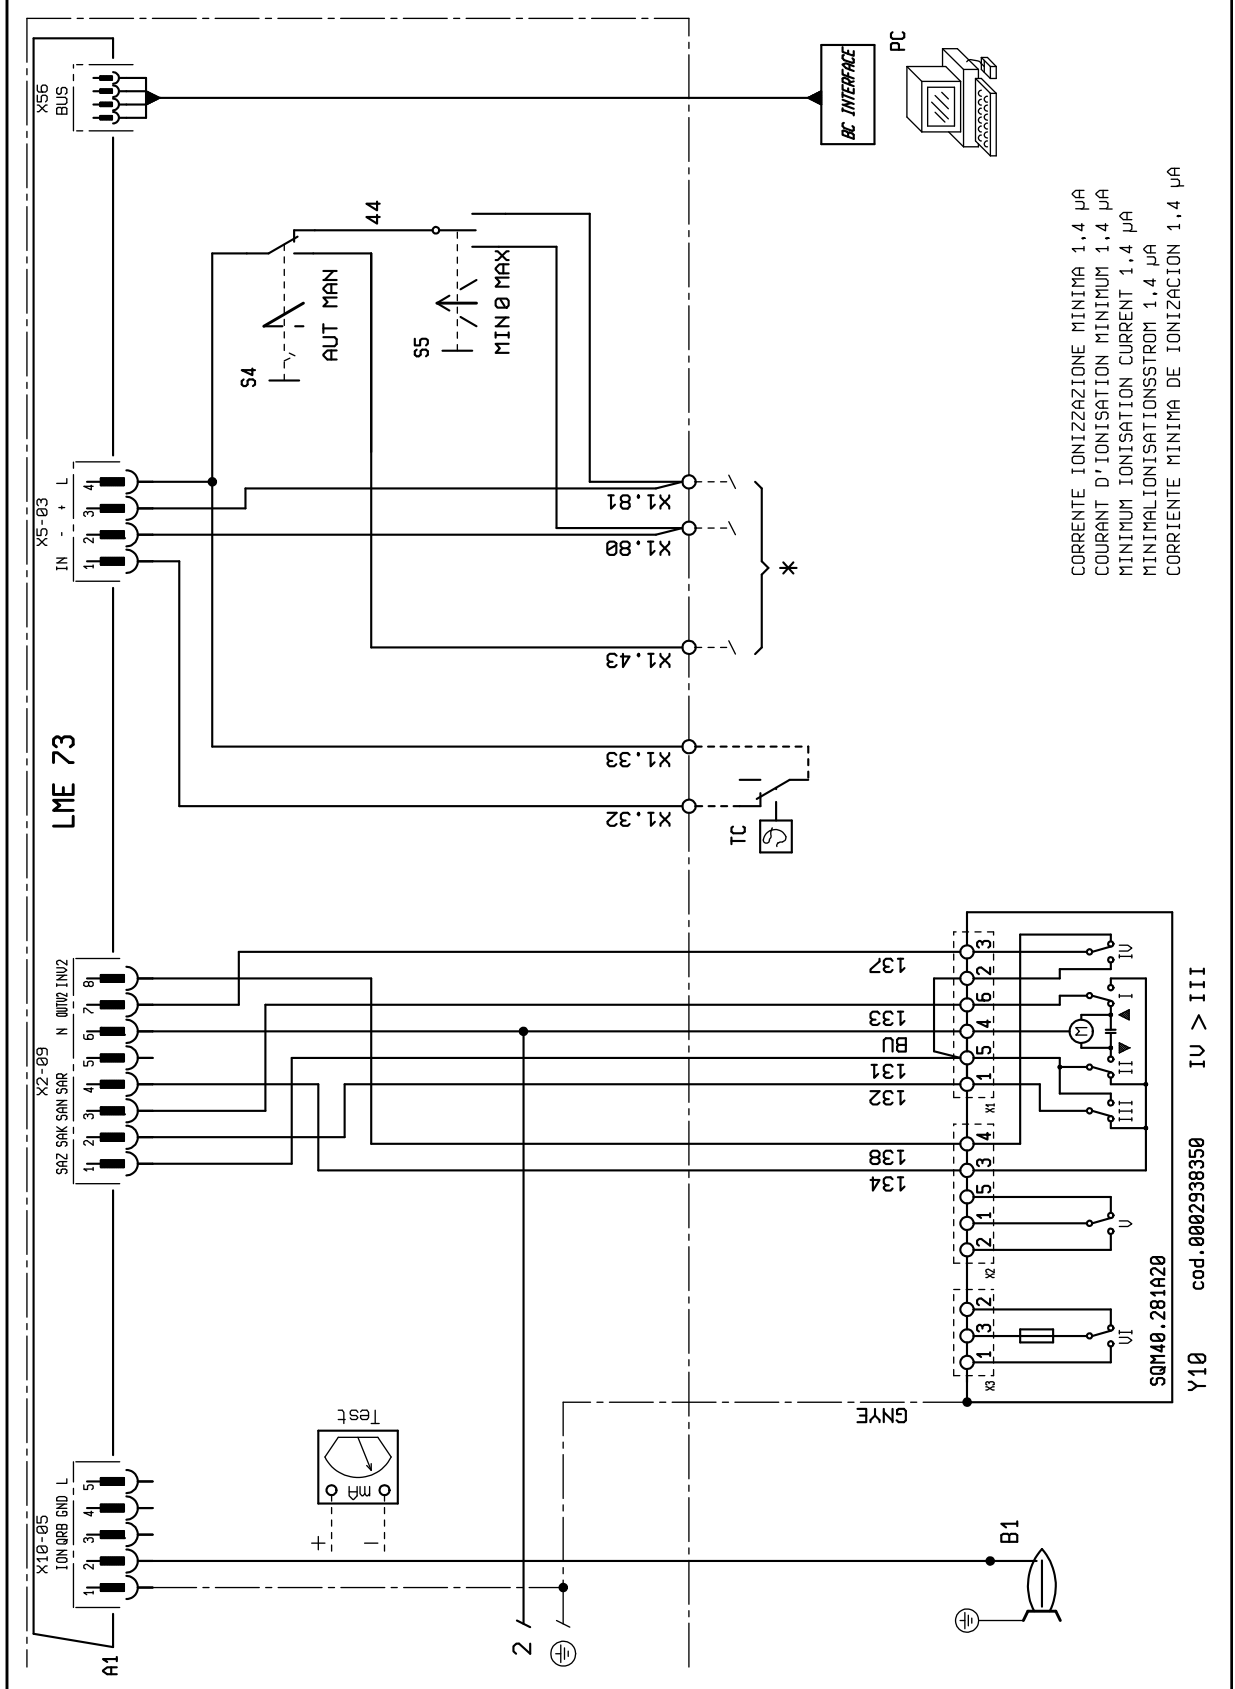 X56
BUS
BC INTERFACE
PC
44
S4
AUT MAN
S5
MIN 0 MAX
X5-03
IN - + L
1 2 3 4
X1.81
X1.80
*
X1.43
X1.33
X1.32
TC
LME 73
CORRENTE IONIZZAZIONE MINIMA 1,4 µA
COURANT D'IONISATION MINIMUM 1,4 µA
MINIMUM IONISATION CURRENT 1,4 µA
MINIMALIONISATIONSSTROM 1,4 µA
CORRIENTE MINIMA DE IONIZACION 1,4 µA
X2-09
SAZ SAK SAN SAR N OUTV2 INV2
1 2 3 4 5 6 7 8
137
133
BU
131
132
138
134
X1
1 5 4 6 2 3
X2
2 1 5 3 4
X3
1 3 2
M
I
II
III
IV
V
VI
SQM40.281A20
Y10 cod.0002938350 IV > III
GNYE
X10-05
ION QRB GND L
1 2 3 4 5
A1
Test
mA
+
-
2
B1